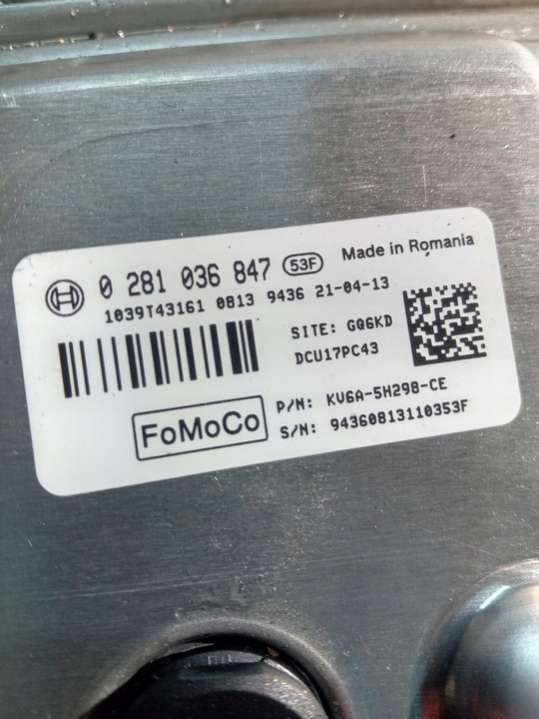 0 281 036 847 53F Made in Romania
1039T43161 0813 9436 21-04-13
SITE: GQ6KD
DCU17PC43
FoMoCo
P/N: KV6A-5H298-CE
S/N: 94360813110353F